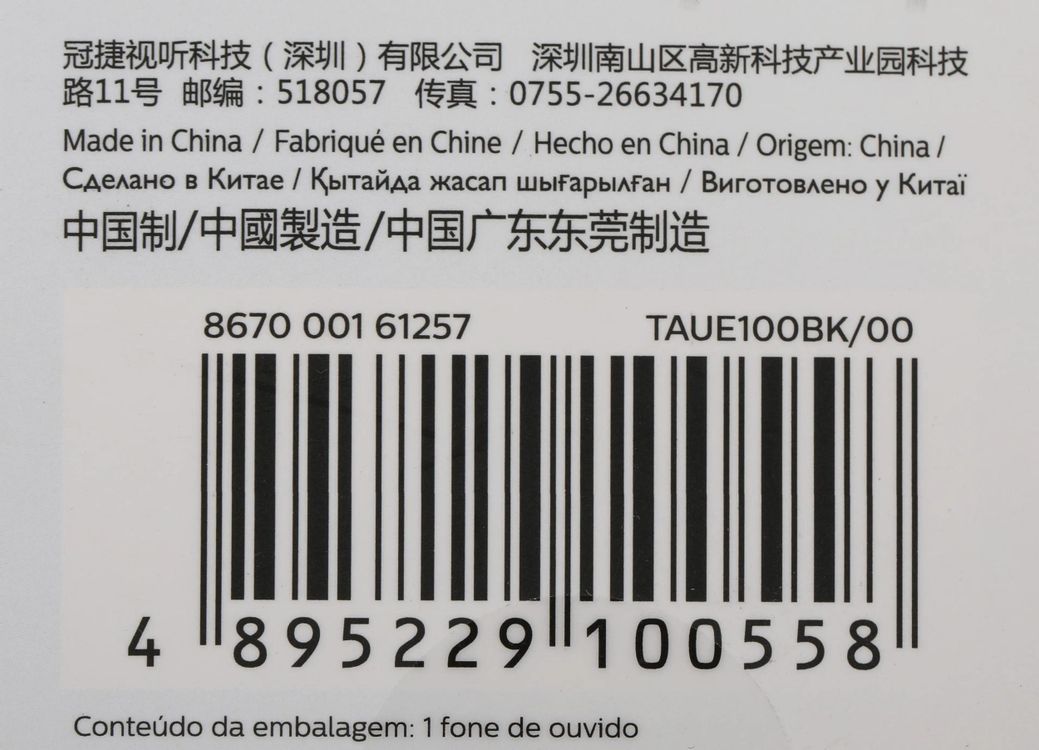 冠捷视听科技（深圳）有限公司 深圳南山区高新科技产业园科技
路11号 邮编：518057 传真：0755-26634170
Made in China / Fabriqué en Chine / Hecho en China / Origem: China /
Сделано в Китае / Қытайда жасап шығарылған / Виготовлено у Китаї
中国制/中國製造/中国广东东莞制造
8670 001 61257 TAUE100BK/00
4 895229 100558
Conteúdo da embalagem: 1 fone de ouvido